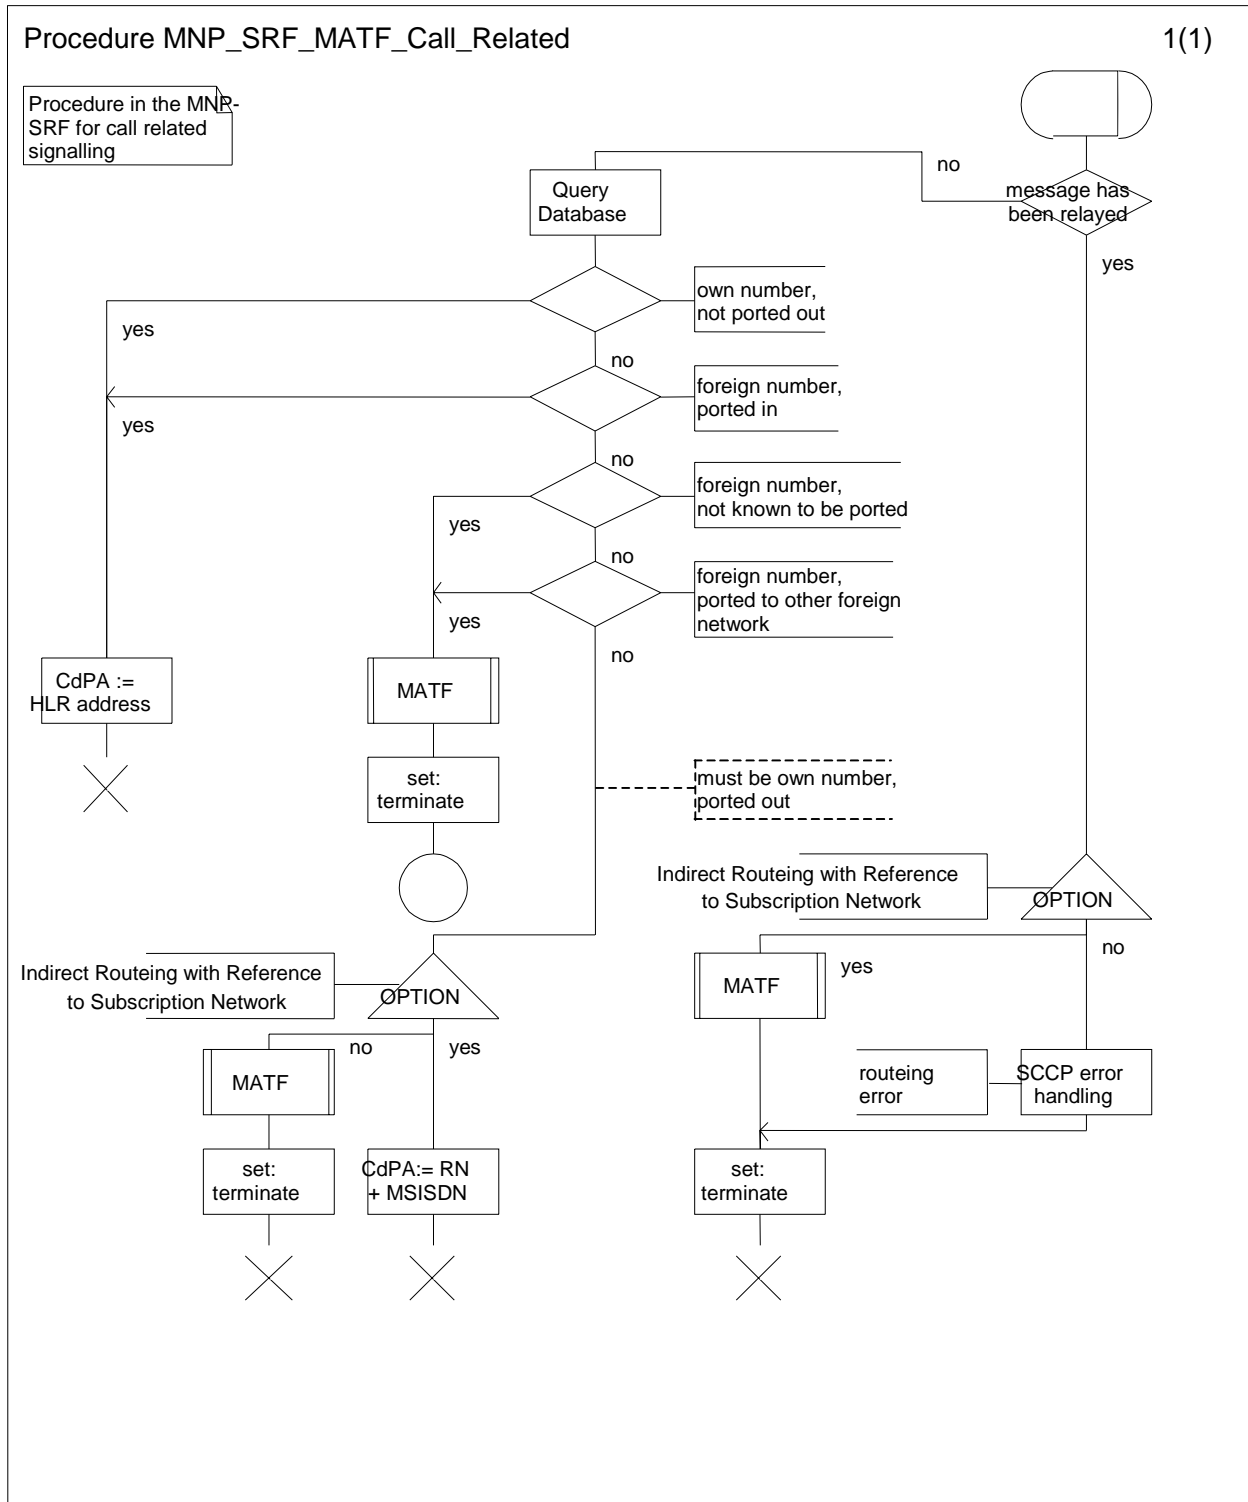 Procedure MNP_SRF_MATF_Call_Related
1(1)
Procedure in the MNP-
SRF for call related
signalling
no
message has
been relayed
Query
Database
yes
own number,
not ported out
yes
no
foreign number,
ported in
yes
no
foreign number,
not known to be ported
yes
no
foreign number,
ported to other foreign
network
yes
no
CdPA :=
HLR address
MATF
set:
terminate
must be own number,
ported out
Indirect Routeing with Reference
to Subscription Network
OPTION
no
yes
MATF
Indirect Routeing with Reference
to Subscription Network
OPTION
no
yes
MATF
routeing
error
SCCP error
handling
set:
terminate
CdPA:= RN
+ MSISDN
set:
terminate